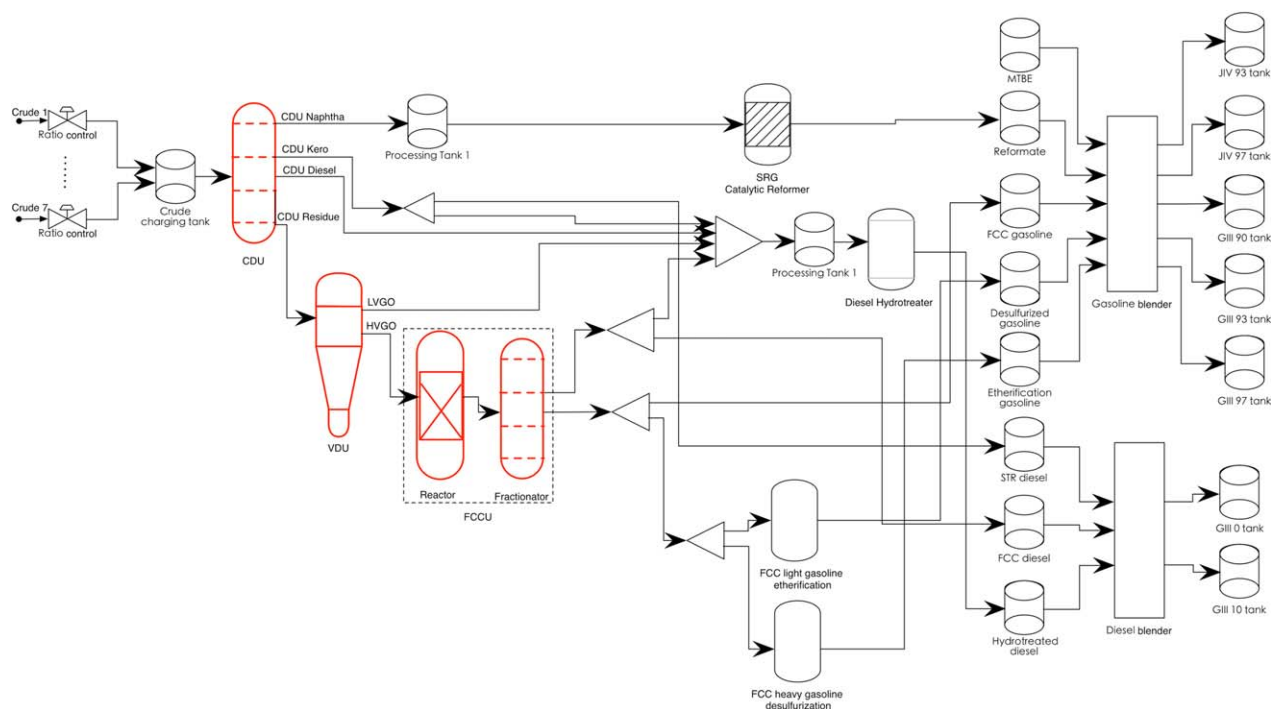 Crude 1
Ratio control
Crude 7
Ratio control
Crude
charging tank
CDU
CDU Naphtha
CDU Kero
CDU Diesel
CDU Residue
Processing Tank 1
SRG
Catalytic Reformer
LVGO
HVGO
VDU
Reactor
Fractionator
FCCU
Processing Tank 1
Diesel Hydrotreater
FCC light gasoline
etherification
FCC heavy gasoline
desulfurization
MTBE
Reformate
FCC gasoline
Desulfurized
gasoline
Etherification
gasoline
STR diesel
FCC diesel
Hydrotreated
diesel
Gasoline blender
Diesel blender
JIV 93 tank
JIV 97 tank
GIII 90 tank
GIII 93 tank
GIII 97 tank
GIII 0 tank
GIII 10 tank